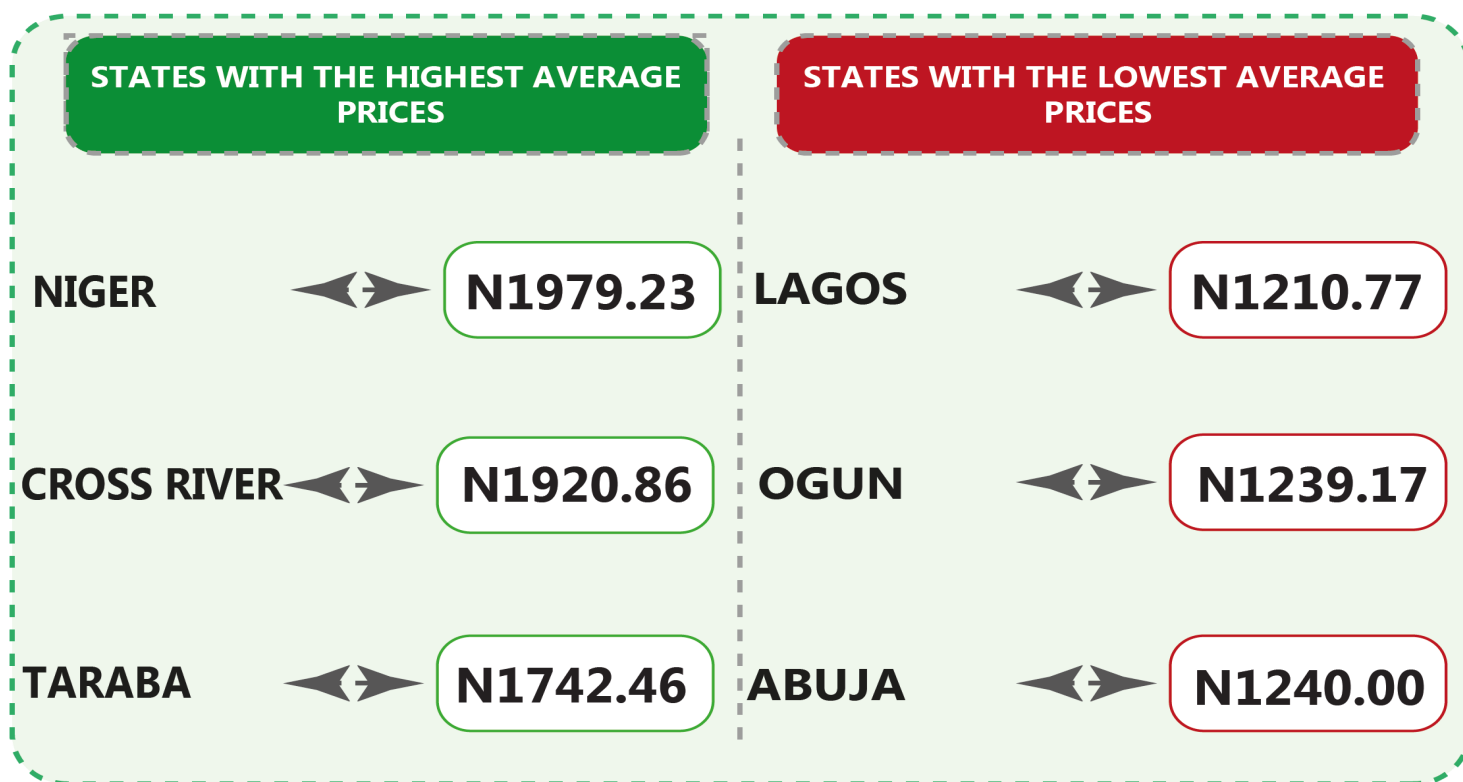 STATES WITH THE HIGHEST AVERAGE
PRICES
NIGER N1979.23
CROSS RIVER N1920.86
TARABA N1742.46
STATES WITH THE LOWEST AVERAGE
PRICES
LAGOS N1210.77
OGUN N1239.17
ABUJA N1240.00